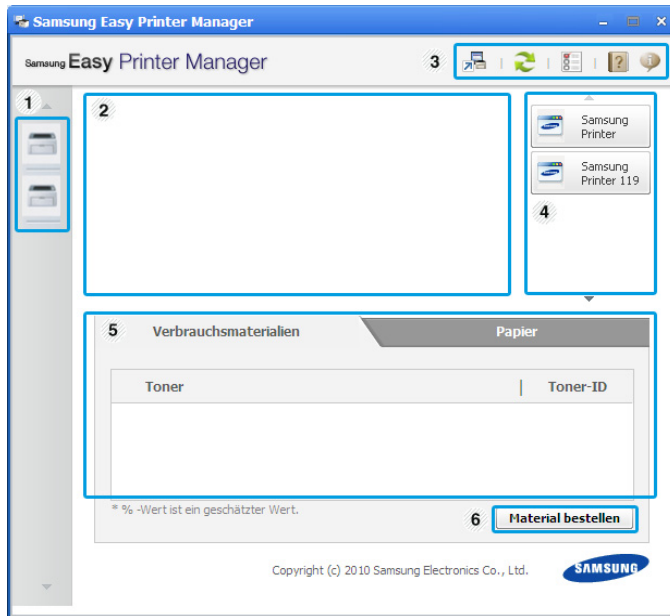 Samsung Easy Printer Manager
Samsung Easy Printer Manager
3
1
2
Samsung
Printer
Samsung
Printer 119
4
5 Verbrauchsmaterialien Papier
Toner Toner-ID
* % -Wert ist ein geschätzter Wert.
6 Material bestellen
Copyright (c) 2010 Samsung Electronics Co., Ltd.
SAMSUNG